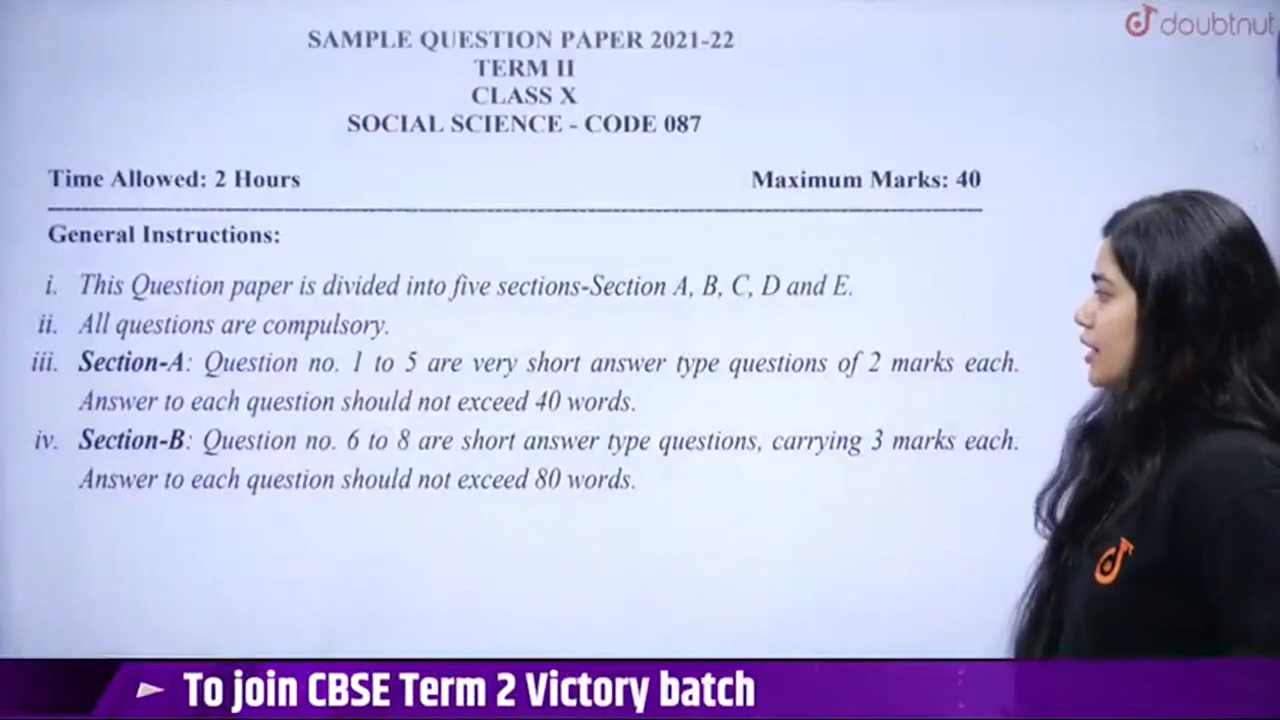 doubtnut
SAMPLE QUESTION PAPER 2021-22
TERM II
CLASS X
SOCIAL SCIENCE - CODE 087
Time Allowed: 2 Hours Maximum Marks: 40
General Instructions:
i. This Question paper is divided into five sections-Section A, B, C, D and E.
ii. All questions are compulsory.
iii. Section-A: Question no. 1 to 5 are very short answer type questions of 2 marks each.
Answer to each question should not exceed 40 words.
iv. Section-B: Question no. 6 to 8 are short answer type questions, carrying 3 marks each.
Answer to each question should not exceed 80 words.
To join CBSE Term 2 Victory batch